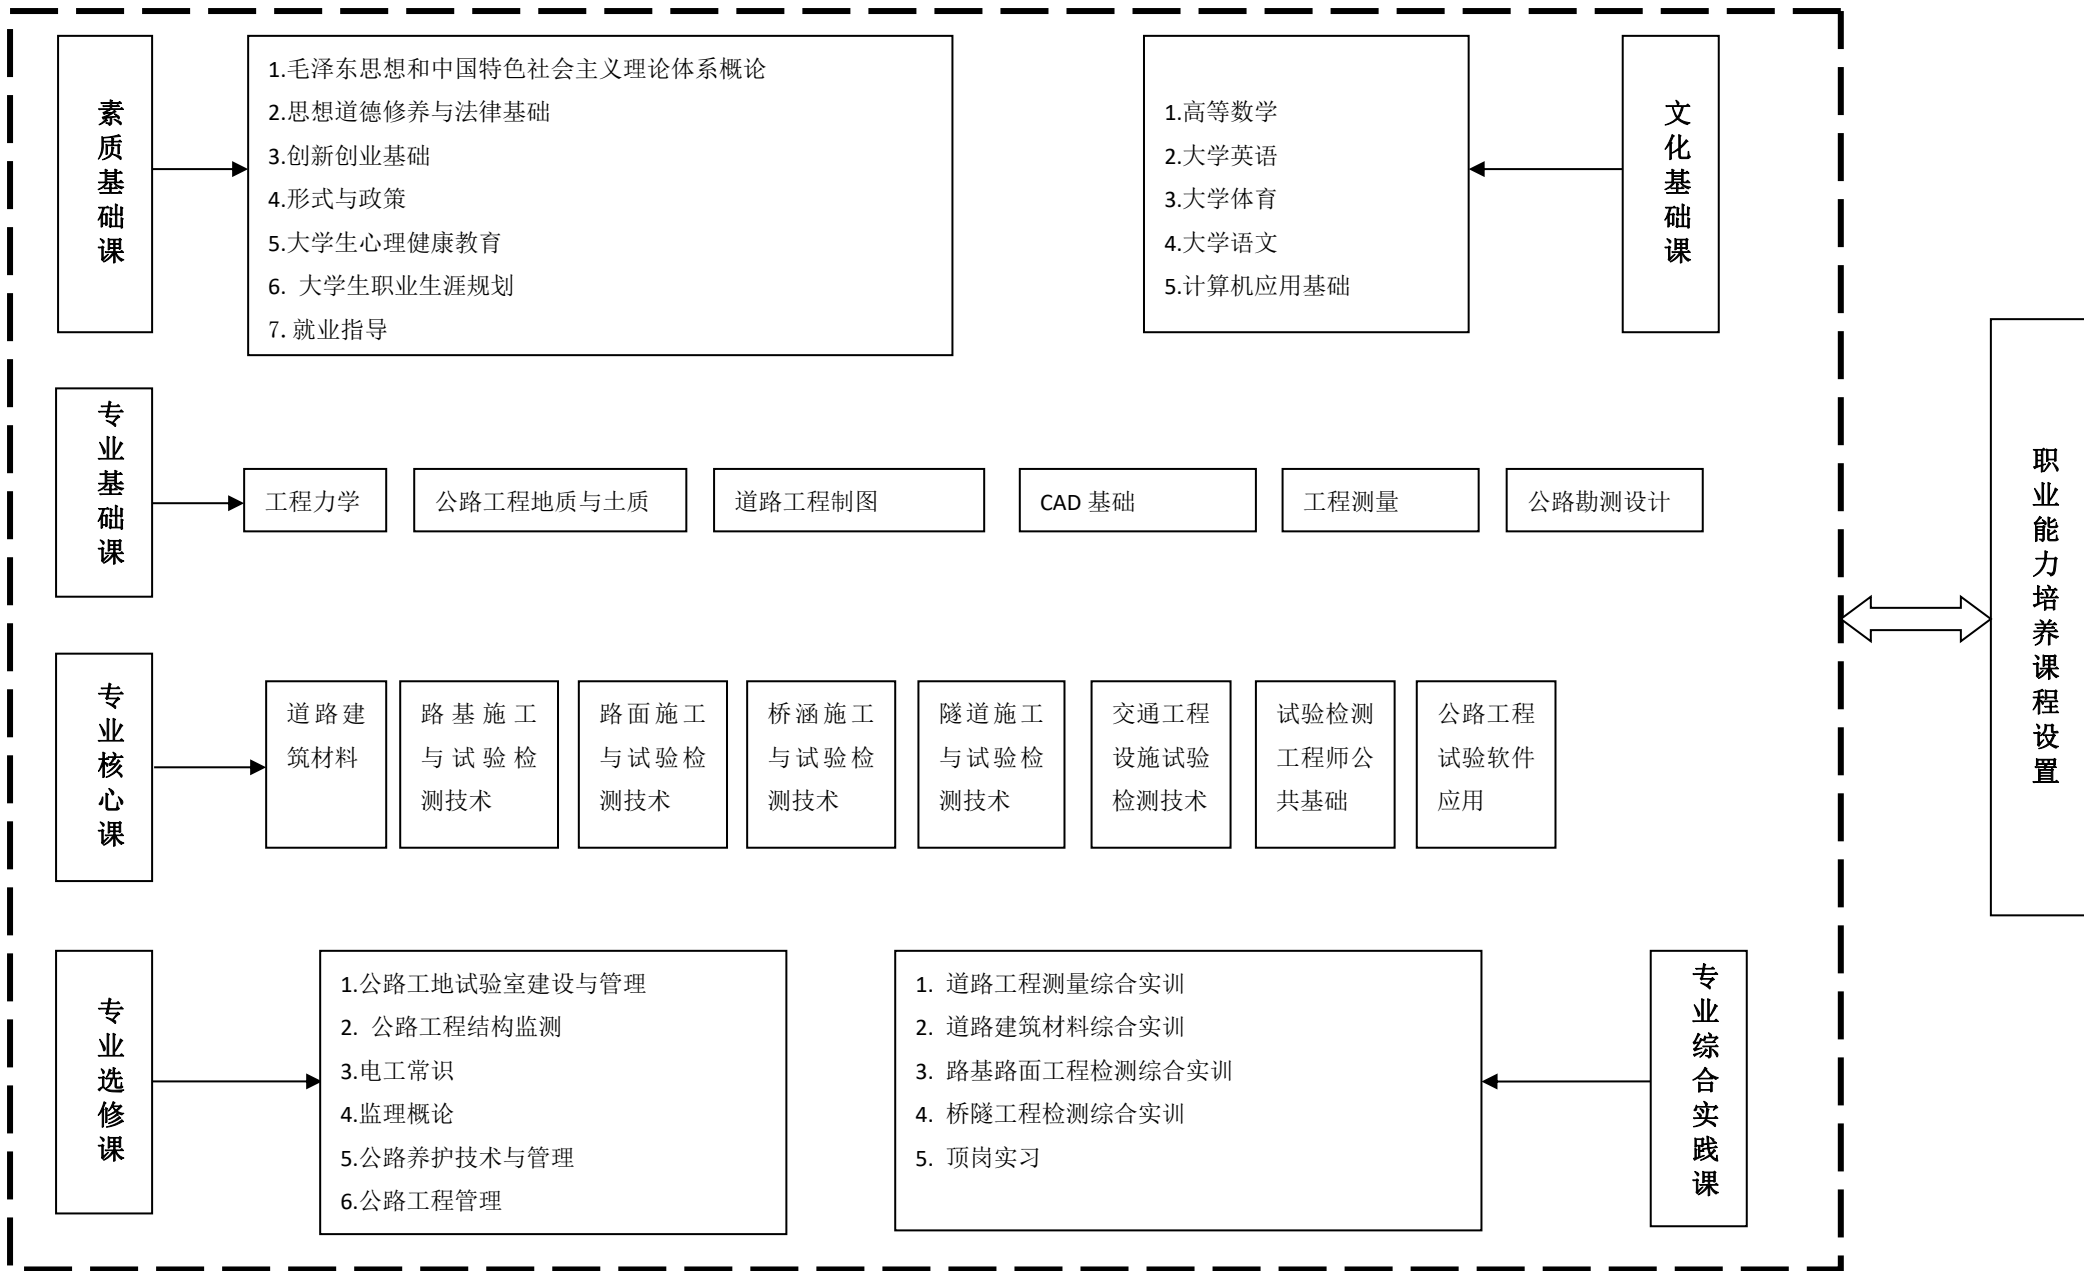 素质基础课
1.毛泽东思想和中国特色社会主义理论体系概论
2.思想道德修养与法律基础
3.创新创业基础
4.形式与政策
5.大学生心理健康教育
6. 大学生职业生涯规划
7. 就业指导
1.高等数学
2.大学英语
3.大学体育
4.大学语文
5.计算机应用基础
文化基础课
专业基础课
工程力学
公路工程地质与土质
道路工程制图
CAD 基础
工程测量
公路勘测设计
专业核心课
道路建
筑材料
路基施工
与试验检
测技术
路面施工
与试验检
测技术
桥涵施工
与试验检
测技术
隧道施工
与试验检
测技术
交通工程
设施试验
检测技术
试验检测
工程师公
共基础
公路工程
试验软件
应用
专业选修课
1.公路工地试验室建设与管理
2. 公路工程结构监测
3.电工常识
4.监理概论
5.公路养护技术与管理
6.公路工程管理
1. 道路工程测量综合实训
2. 道路建筑材料综合实训
3. 路基路面工程检测综合实训
4. 桥隧工程检测综合实训
5. 顶岗实习
专业综合实践课
职业能力培养课程设置